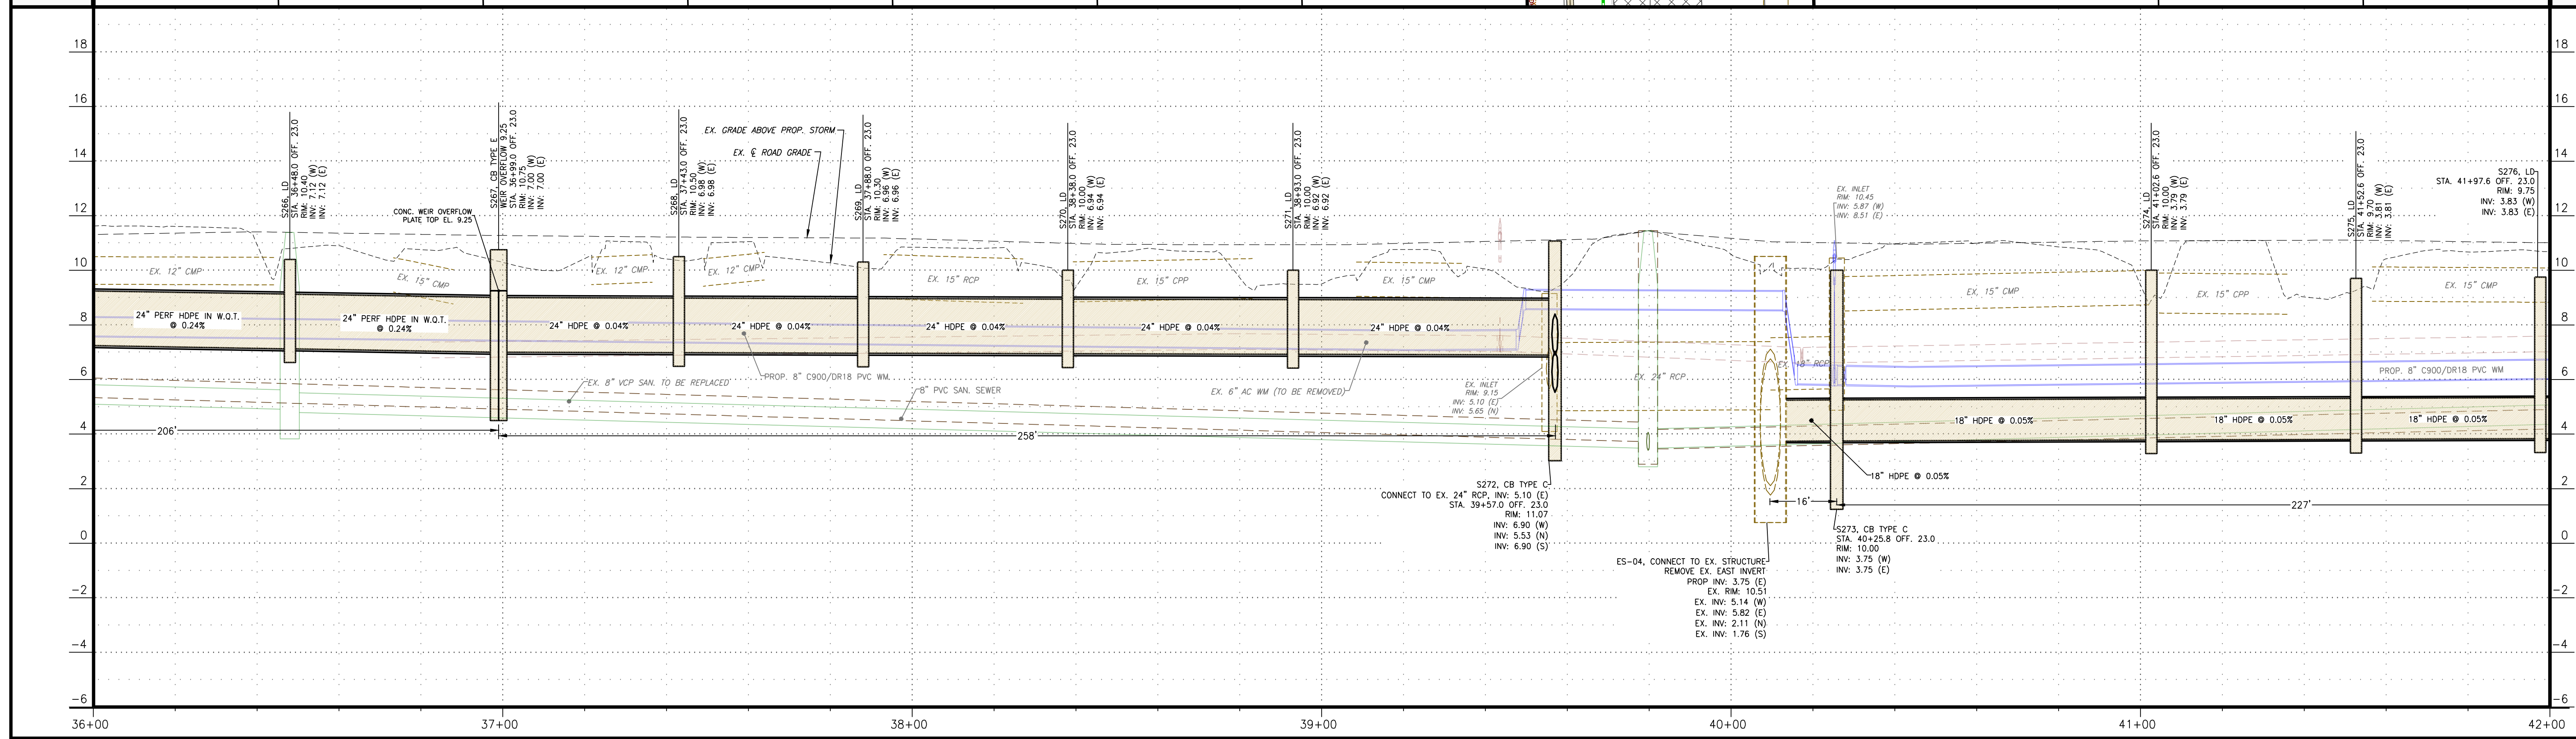 18
16
14
12
10
8
6
4
2
0
-2
-4
-6
S266, LD
STA. 36+48.0 OFF. 23.0
RIM: 10.40
INV: 7.12 (W)
INV: 7.12 (E)
S267, CB TYPE E
WEIR OVERFLOW 9.25
STA. 36+99.0 OFF. 23.0
RIM: 10.75
INV: 7.00 (W)
INV: 7.00 (E)
CONC. WEIR OVERFLOW
PLATE TOP EL. 9.25
S268, LD
STA. 37+43.0 OFF. 23.0
RIM: 10.50
INV: 6.98 (W)
INV: 6.98 (E)
EX. GRADE ABOVE PROP. STORM
EX. ℄ ROAD GRADE
S269, LD
STA. 37+88.0 OFF. 23.0
RIM: 10.30
INV: 6.96 (W)
INV: 6.96 (E)
S270, LD
STA. 38+38.0 OFF. 23.0
RIM: 10.00
INV: 6.94 (W)
INV: 6.94 (E)
S271, LD
STA. 38+93.0 OFF. 23.0
RIM: 10.00
INV: 6.92 (W)
INV: 6.92 (E)
EX. INLET
RIM: 10.45
INV: 5.87 (W)
INV: 8.51 (E)
S274, LD
STA. 41+02.6 OFF. 23.0
RIM: 10.00
INV: 3.79 (W)
INV: 3.79 (E)
S275, LD
STA. 41+52.6 OFF. 23.0
RIM: 9.70
INV: 3.81 (W)
INV: 3.81 (E)
S276, LD
STA. 41+97.6 OFF. 23.0
RIM: 9.75
INV: 3.83 (W)
INV: 3.83 (E)
EX. 12" CMP
EX. 15" CMP
EX. 12" CMP
EX. 12" CMP
EX. 15" RCP
EX. 15" CPP
EX. 15" CMP
EX. 15" CMP
EX. 15" CPP
EX. 15" CMP
24" PERF HDPE IN W.Q.T.
@ 0.24%
24" PERF HDPE IN W.Q.T.
@ 0.24%
24" HDPE @ 0.04%
24" HDPE @ 0.04%
24" HDPE @ 0.04%
24" HDPE @ 0.04%
24" HDPE @ 0.04%
EX. 8" VCP SAN. TO BE REPLACED
PROP. 8" C900/DR18 PVC WM
8" PVC SAN. SEWER
EX. 6" AC WM (TO BE REMOVED)
EX. INLET
RIM: 9.15
INV: 5.10 (E)
INV: 5.65 (N)
EX. 24" RCP
EX. 18" RCP
PROP. 8" C900/DR18 PVC WM
18" HDPE @ 0.05%
18" HDPE @ 0.05%
18" HDPE @ 0.05%
18" HDPE @ 0.05%
206'
258'
16'
227'
S272, CB TYPE C
CONNECT TO EX. 24" RCP, INV: 5.10 (E)
STA. 39+57.0 OFF. 23.0
RIM: 11.07
INV: 6.90 (W)
INV: 5.53 (N)
INV: 6.90 (S)
ES-04, CONNECT TO EX. STRUCTURE
REMOVE EX. EAST INVERT
PROP INV: 3.75 (E)
EX. RIM: 10.51
EX. INV: 5.14 (W)
EX. INV: 5.82 (E)
EX. INV: 2.11 (N)
EX. INV: 1.76 (S)
S273, CB TYPE C
STA. 40+25.8 OFF. 23.0
RIM: 10.00
INV: 3.75 (W)
INV: 3.75 (E)
18
16
14
12
10
8
6
4
2
0
-2
-4
-6
36+00
37+00
38+00
39+00
40+00
41+00
42+00